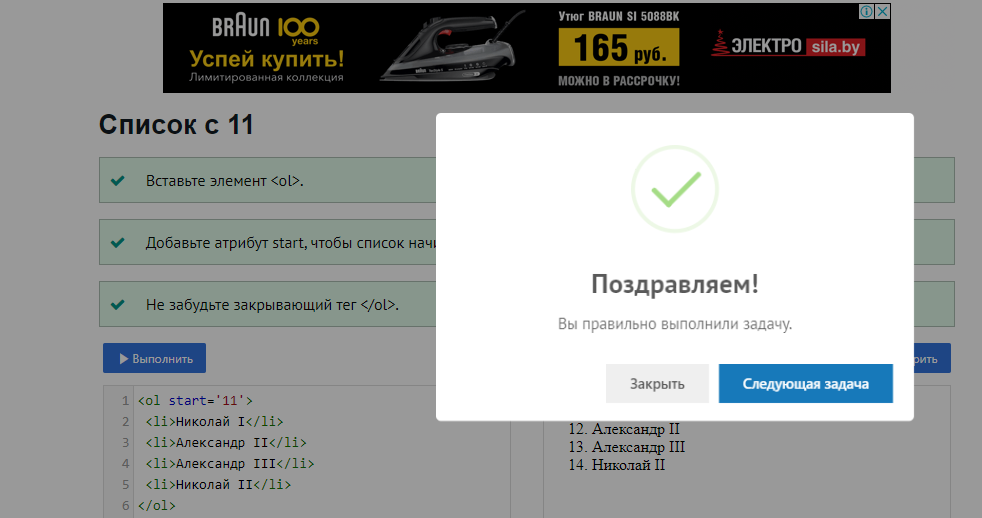 BRAUN 100 years
Успей купить!
Лимитированная коллекция
Утюг BRAUN SI 5088BK
165 руб.
МОЖНО В РАССРОЧКУ!
ЭЛЕКТРО sila.by
Список с 11
Вставьте элемент <ol>.
Добавьте атрибут start, чтобы список
Не забудьте закрывающий тег </ol>.
Поздравляем!
Вы правильно выполнили задачу.
Закрыть
Следующая задача
Выполнить
1 <ol start='11'>
2 <li>Николай I</li>
3 <li>Александр II</li>
4 <li>Александр III</li>
5 <li>Николай II</li>
6 </ol>
12. Александр II
13. Александр III
14. Николай II